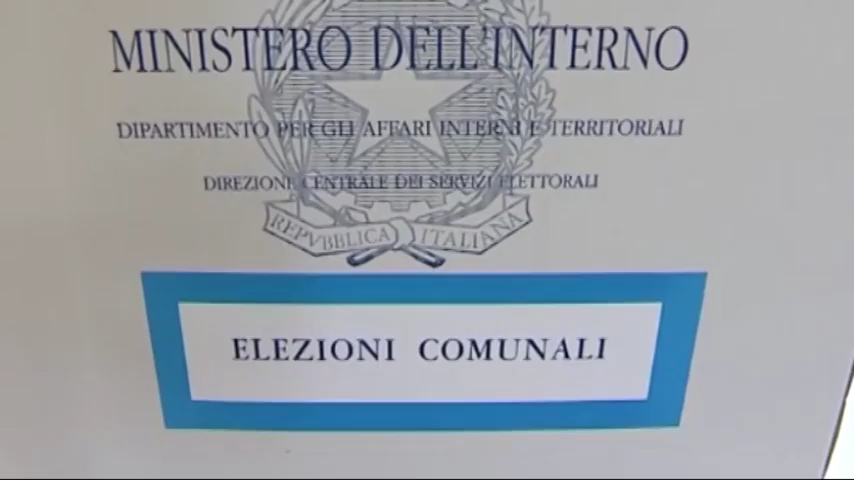 MINISTERO DELL'INTERNO
DIPARTIMENTO PER GLI AFFARI INTERNI E TERRITORIALI
DIREZIONE CENTRALE DEI SERVIZI ELETTORALI
REPVBBLICA ITALIANA
ELEZIONI COMUNALI